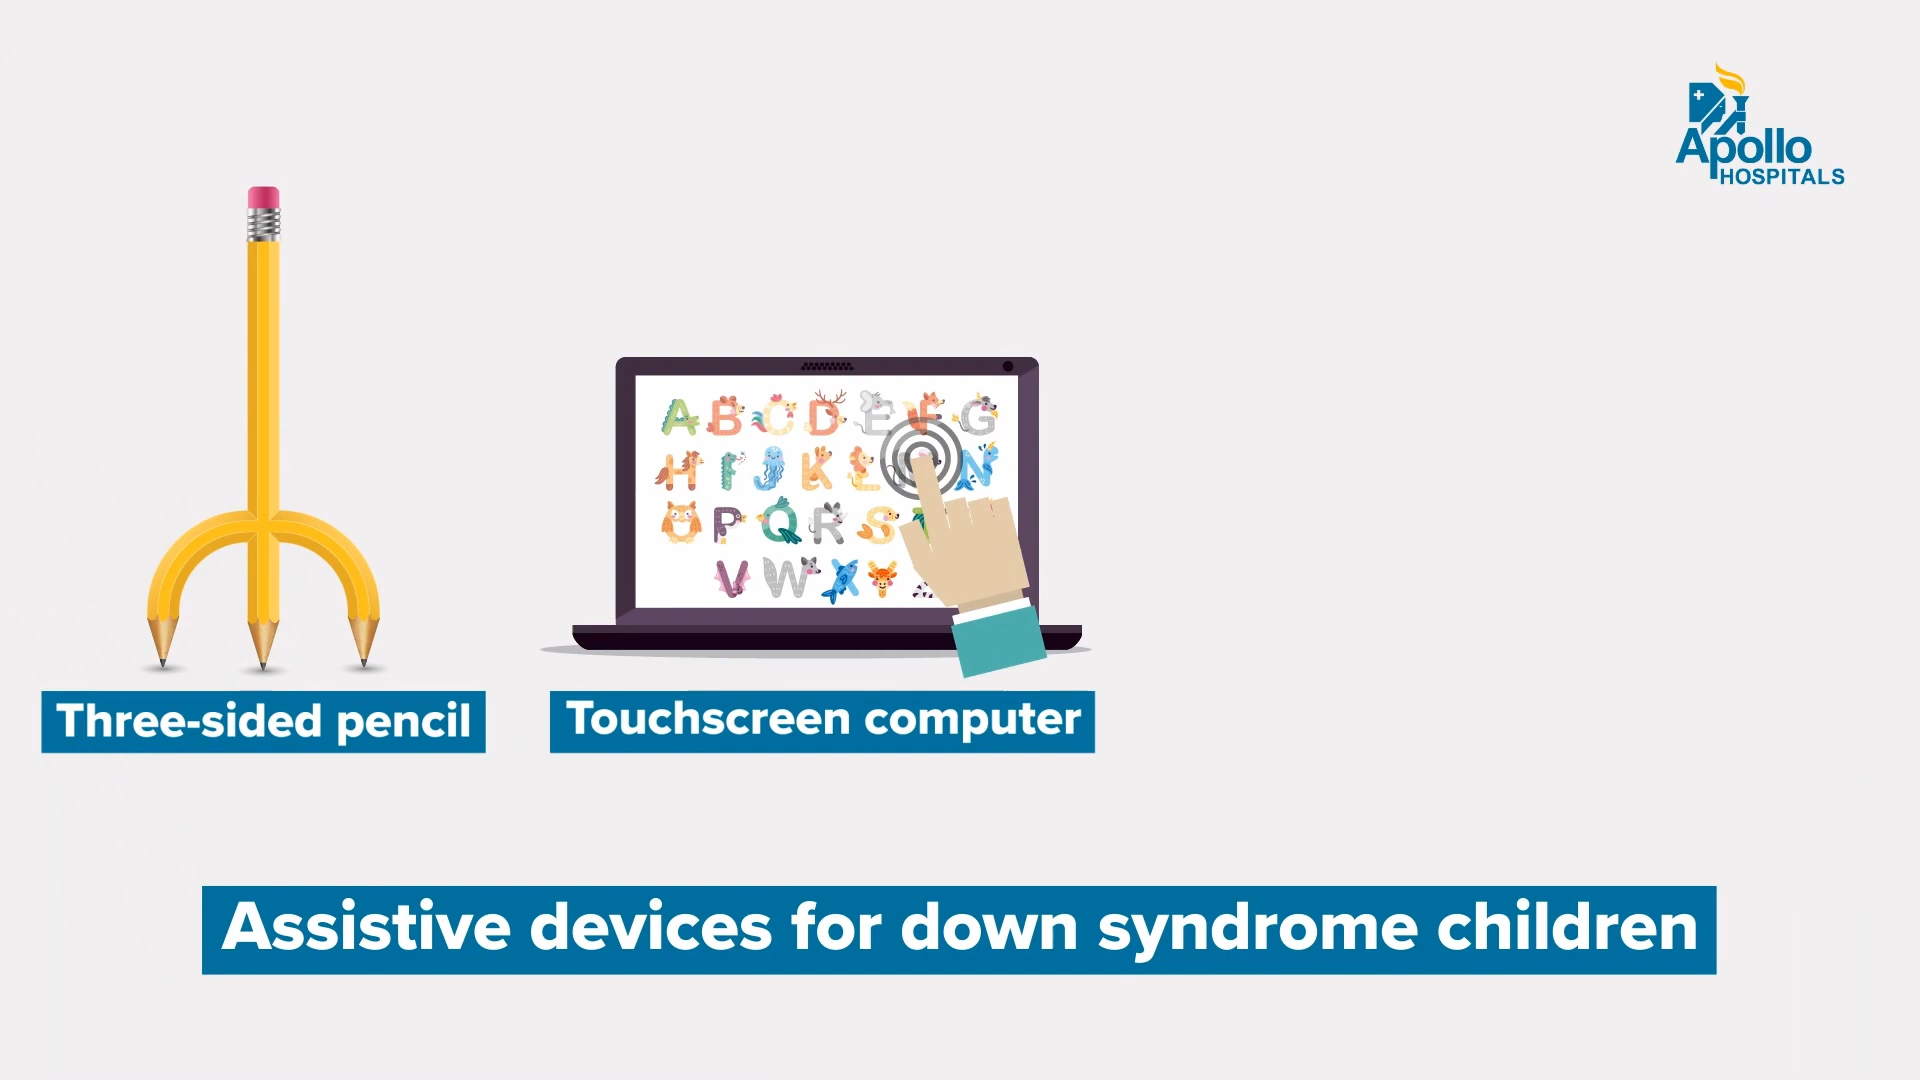 Apollo
HOSPITALS
A B C D E F G
H I J K L N
O P Q R S
V W X Y
Three-sided pencil
Touchscreen computer
Assistive devices for down syndrome children